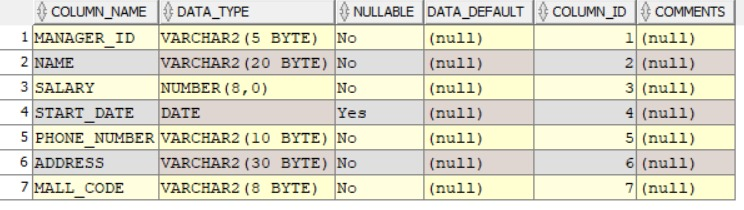 COLUMN_NAME DATA_TYPE NULLABLE DATA_DEFAULT COLUMN_ID COMMENTS
1 MANAGER_ID VARCHAR2(5 BYTE) No (null) 1 (null)
2 NAME VARCHAR2(20 BYTE) No (null) 2 (null)
3 SALARY NUMBER(8,0) No (null) 3 (null)
4 START_DATE DATE Yes (null) 4 (null)
5 PHONE_NUMBER VARCHAR2(10 BYTE) No (null) 5 (null)
6 ADDRESS VARCHAR2(30 BYTE) No (null) 6 (null)
7 MALL_CODE VARCHAR2(8 BYTE) No (null) 7 (null)